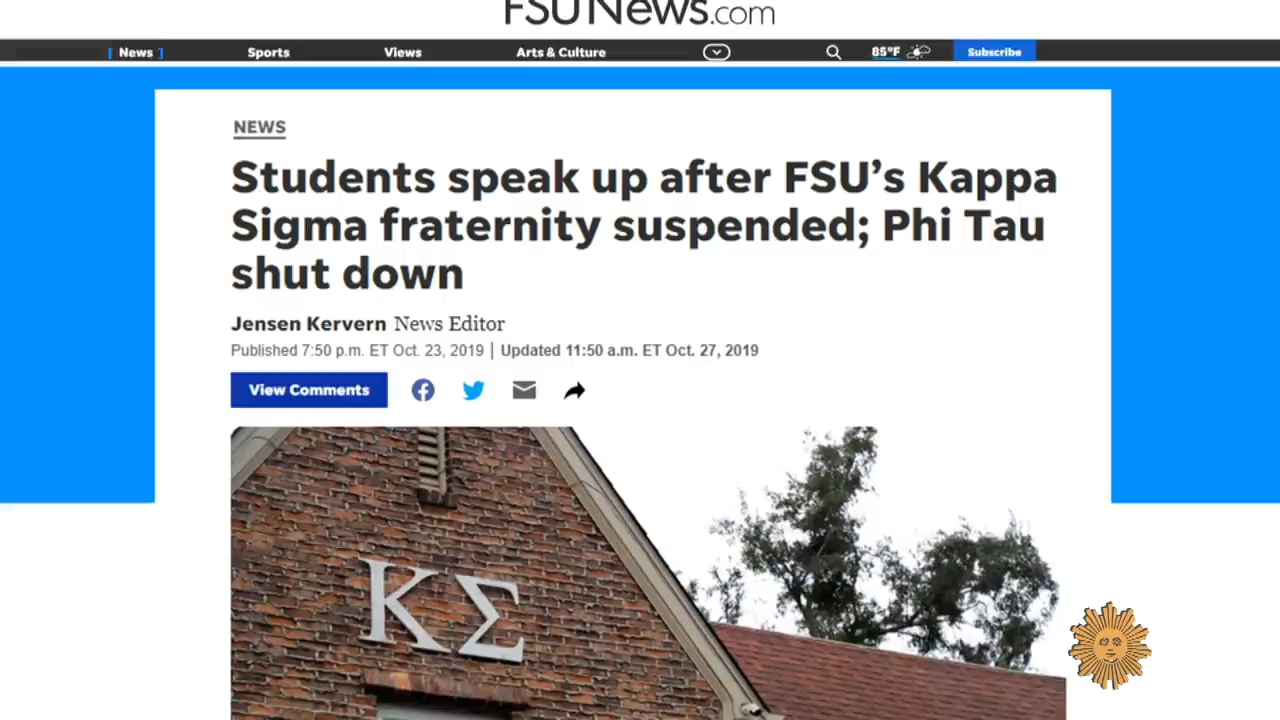 FSUNEWS.com
News
Sports
Views
Arts & Culture
85°F
Subscribe
NEWS
Students speak up after FSU's Kappa
Sigma fraternity suspended; Phi Tau
shut down
Jensen Kervern News Editor
Published 7:50 p.m. ET Oct. 23, 2019 | Updated 11:50 a.m. ET Oct. 27, 2019
View Comments
ΚΣ